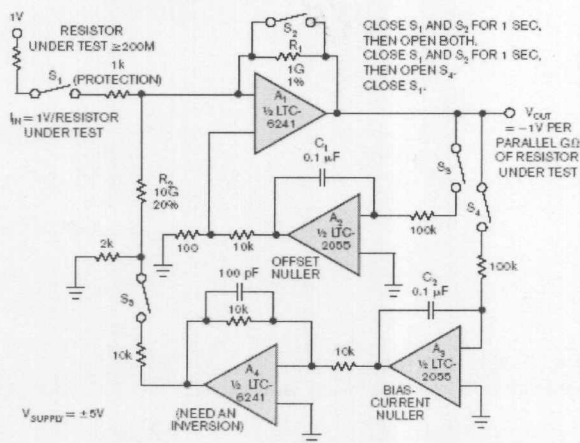 1V
RESISTOR
UNDER TEST ≥200M
1k
(PROTECTION)
S1
IIN=1V/RESISTOR
UNDER TEST
S2
R1
1G
1%
A1
½ LTC-
6241
CLOSE S1 AND S2 FOR 1 SEC,
THEN OPEN BOTH.
CLOSE S1 AND S2 FOR 1 SEC,
THEN OPEN S4.
CLOSE S1.
VOUT
= −1V PER
PARALLEL GΩ
OF RESISTOR
UNDER TEST
R2
10G
20%
C1
0.1 µF
S5
S4
A2
½ LTC-
2055
100
10k
100k
OFFSET
NULLER
2k
S3
100k
C2
0.1 µF
100 pF
10k
10k
10k
A4
½ LTC-
6241
A3
½ LTC-
2055
(NEED AN
INVERSION)
BIAS-
CURRENT
NULLER
VSUPPLY = ±5V